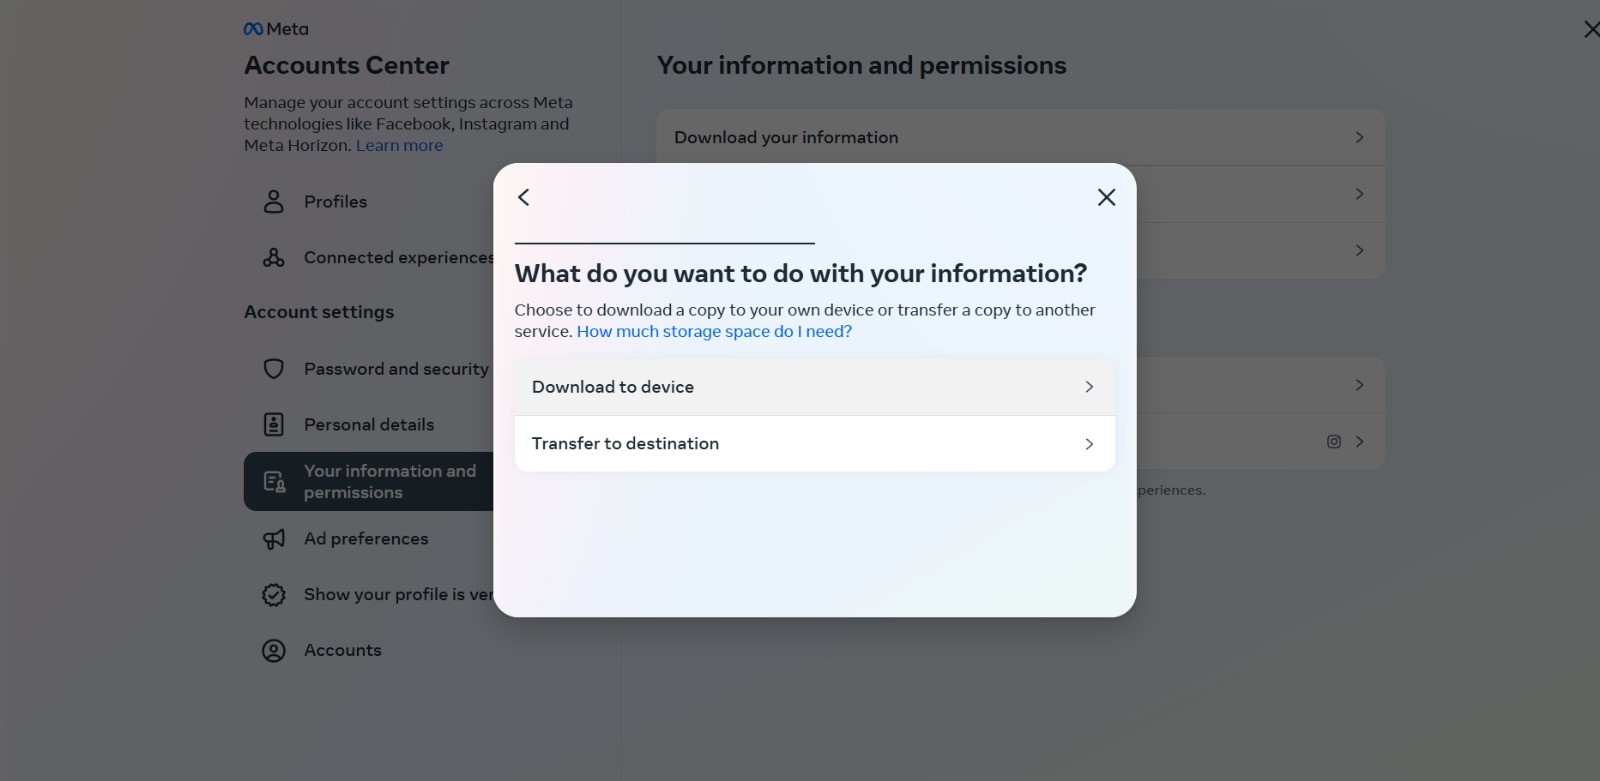 Meta
Accounts Center
Manage your account settings across Meta
technologies like Facebook, Instagram and
Meta Horizon. Learn more
Profiles
Connected experiences
Account settings
Password and security
Personal details
Your information and
permissions
Ad preferences
Show your profile is ver
Accounts
Your information and permissions
Download your information
periences.
What do you want to do with your information?
Choose to download a copy to your own device or transfer a copy to another
service. How much storage space do I need?
Download to device
Transfer to destination